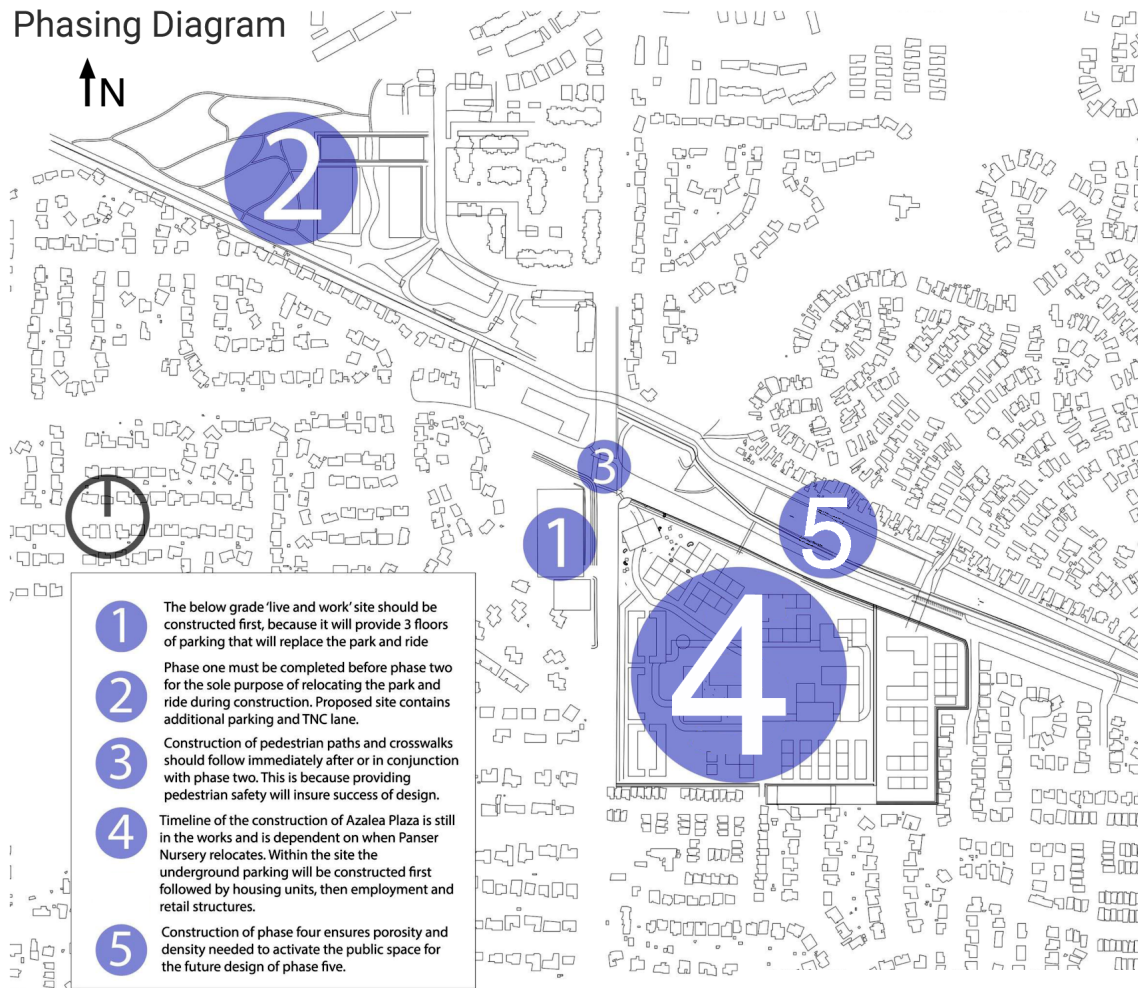 Phasing Diagram
N
2
3
1
5
4
1
The below grade 'live and work' site should be
constructed first, because it will provide 3 floors
of parking that will replace the park and ride
2
Phase one must be completed before phase two
for the sole purpose of relocating the park and
ride during construction. Proposed site contains
additional parking and TNC lane.
3
Construction of pedestrian paths and crosswalks
should follow immediately after or in conjunction
with phase two. This is because providing
pedestrian safety will insure success of design.
4
Timeline of the construction of Azalea Plaza is still
in the works and is dependent on when Panser
Nursery relocates. Within the site the
underground parking will be constructed first
followed by housing units, then employment and
retail structures.
5
Construction of phase four ensures porosity and
density needed to activate the public space for
the future design of phase five.